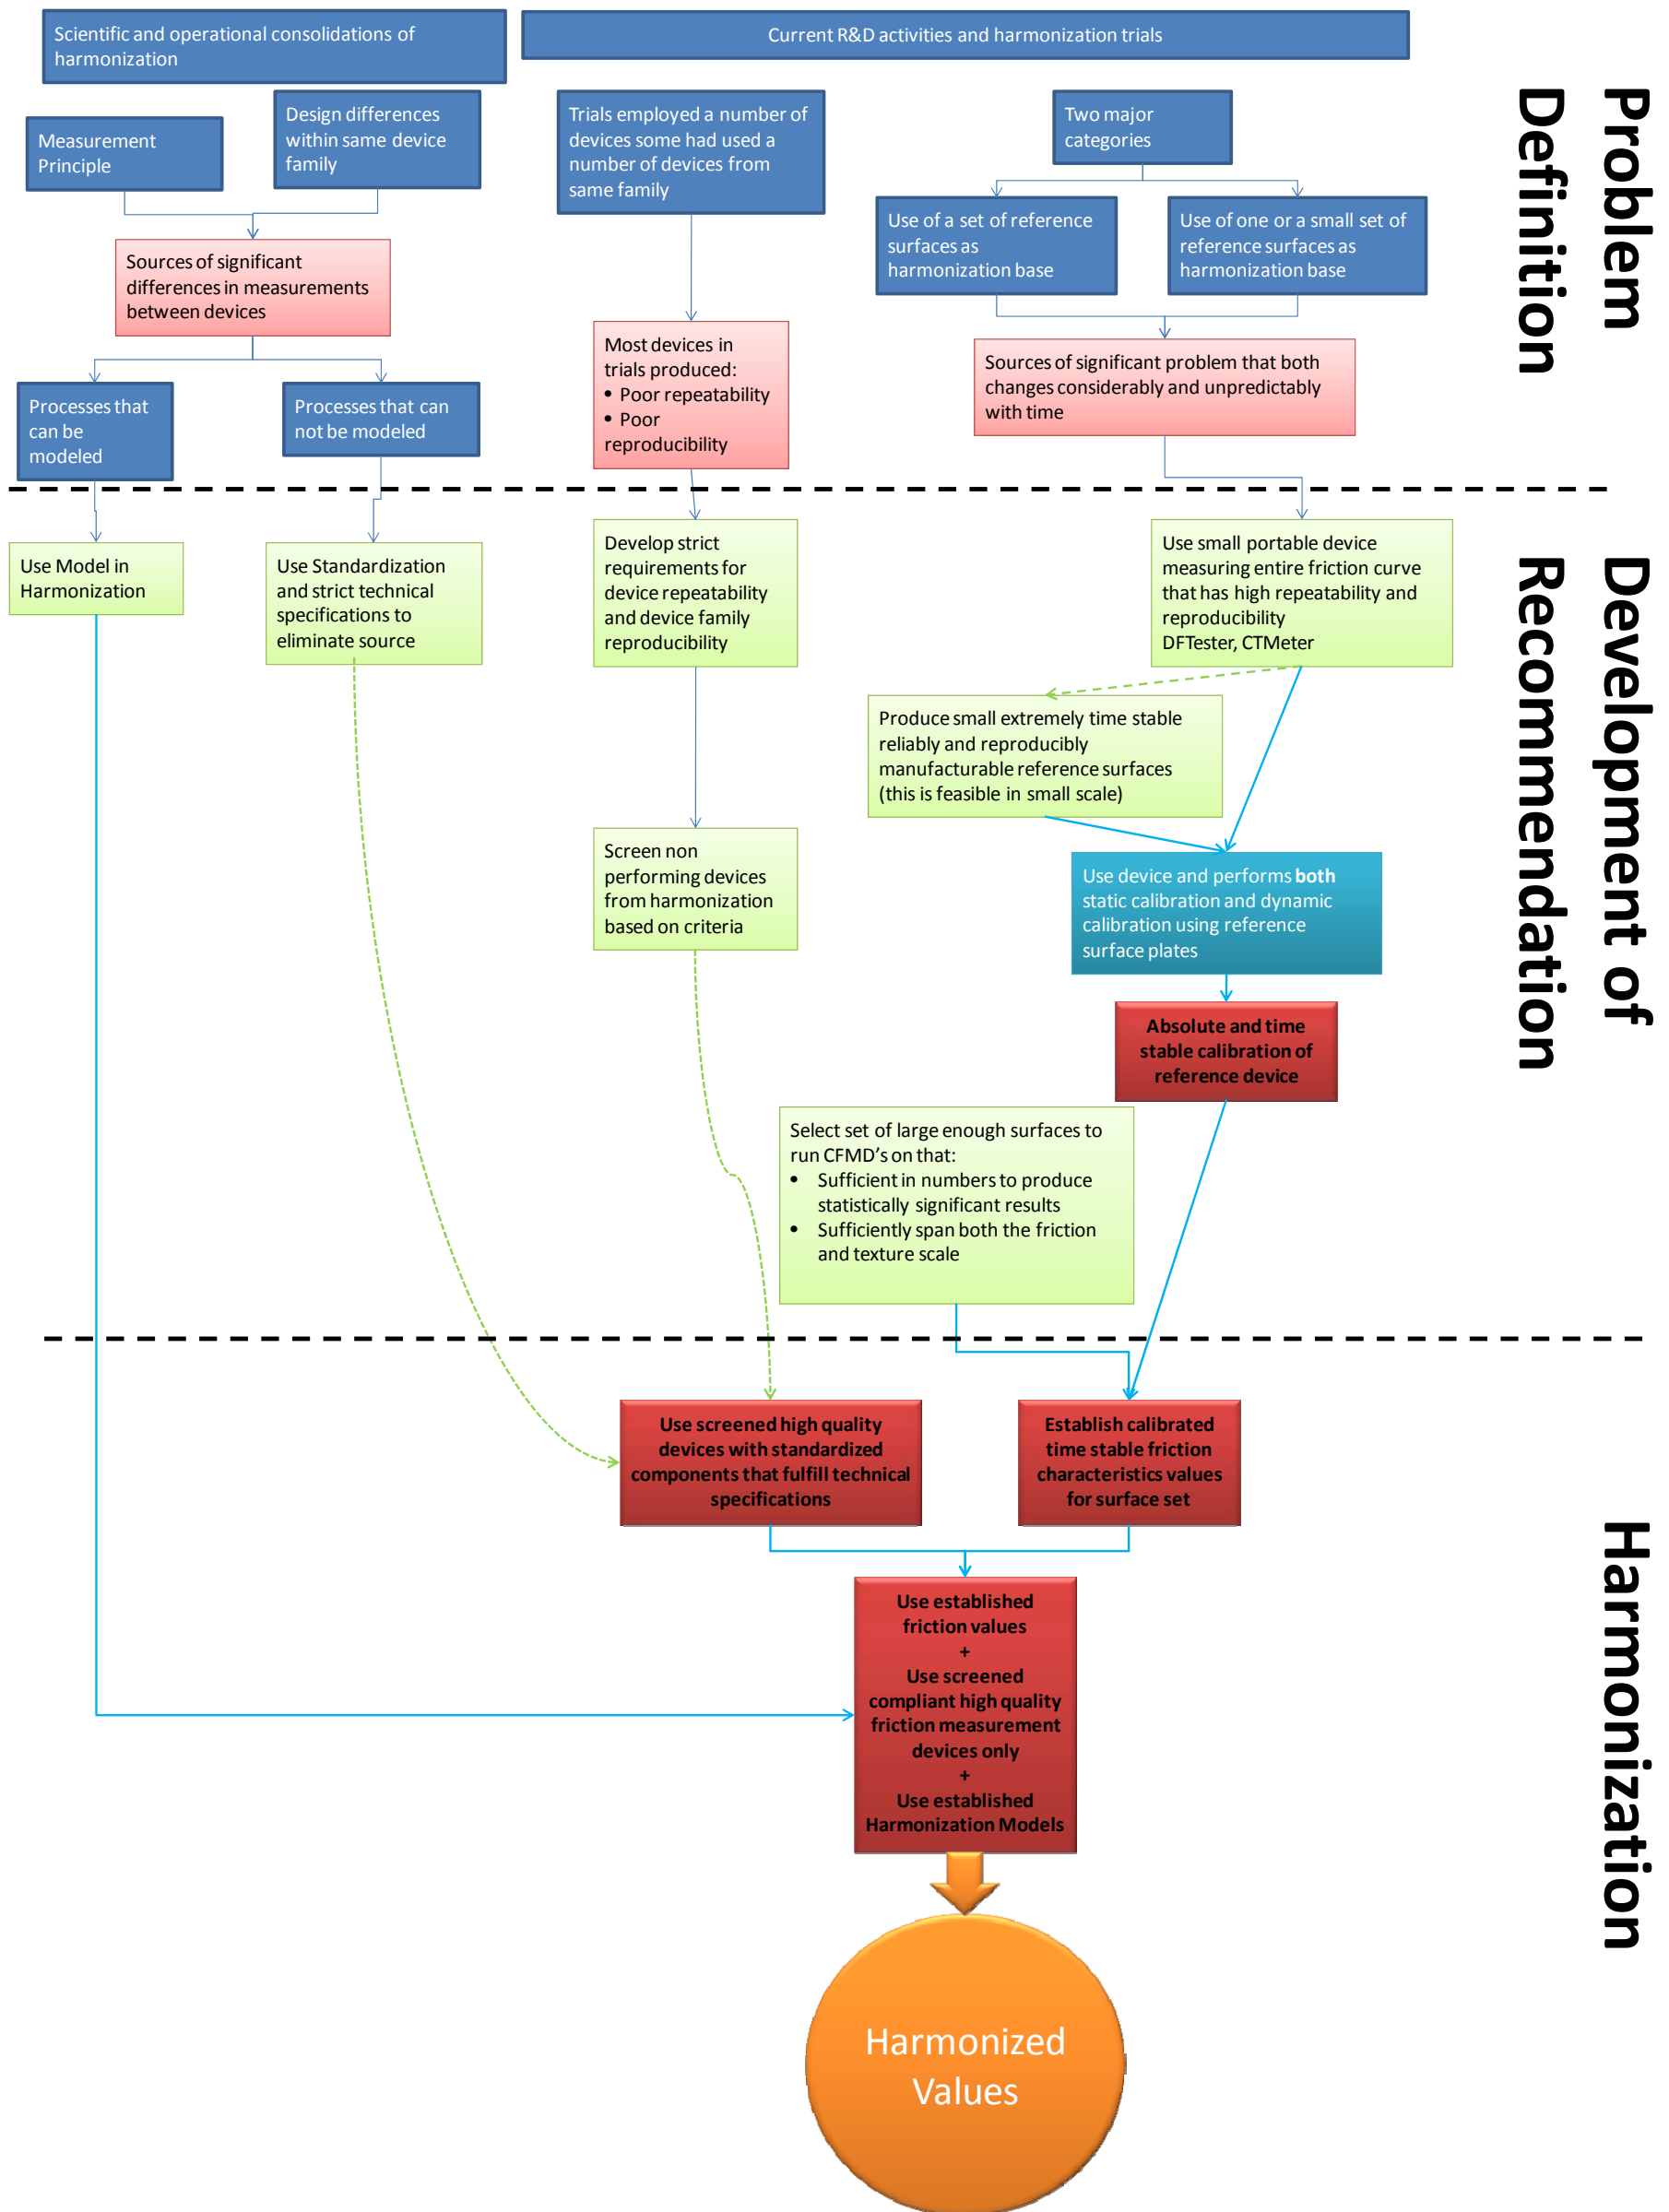 Scientific and operational consolidations of
harmonization
Current R&D activities and harmonization trials
Problem
Definition
Measurement
Principle
Design differences
within same device
family
Trials employed a number of
devices some had used a
number of devices from
same family
Two major
categories
Use of a set of reference
surfaces as
harmonization base
Use of one or a small set of
reference surfaces as
harmonization base
Sources of significant
differences in measurements
between devices
Most devices in
trials produced:
• Poor repeatability
• Poor
reproducibility
Sources of significant problem that both
changes considerably and unpredictably
with time
Processes that
can be
modeled
Processes that can
not be modeled
Development of
Recommendation
Use Model in
Harmonization
Use Standardization
and strict technical
specifications to
eliminate source
Develop strict
requirements for
device repeatability
and device family
reproducibility
Use small portable device
measuring entire friction curve
that has high repeatability and
reproducibility
DFTester, CTMeter
Produce small extremely time stable
reliably and reproducibly
manufacturable reference surfaces
(this is feasible in small scale)
Screen non
performing devices
from harmonization
based on criteria
Use device and performs both
static calibration and dynamic
calibration using reference
surface plates
Absolute and time
stable calibration of
reference device
Select set of large enough surfaces to
run CFMD's on that:
• Sufficient in numbers to produce
statistically significant results
• Sufficiently span both the friction
and texture scale
Harmonization
Use screened high quality
devices with standardized
components that fulfill technical
specifications
Establish calibrated
time stable friction
characteristics values
for surface set
Use established
friction values
+
Use screened
compliant high quality
friction measurement
devices only
+
Use established
Harmonization Models
Harmonized
Values